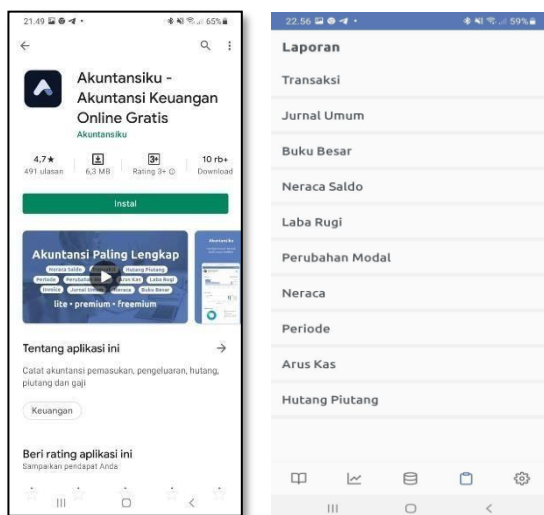 21.49
65%
Akuntansiku -
Akuntansi Keuangan
Online Gratis
Akuntansiku
4,7★
491 ulasan
6,3 MB
3+
Rating 3+
10 rb+
Download
Instal
Akuntansi Paling Lengkap
Neraca Saldo
Hutang Piutang
Periode
Arus Kas
Laba Rugi
Invoice
Jurnal Umum
Neraca
Buku Besar
lite • premium • freemium
Tentang aplikasi ini
Catat akuntansi pemasukan, pengeluaran, hutang,
piutang dan gaji
Keuangan
Beri rating aplikasi ini
Sampaikan pendapat Anda
22.56
59%
Laporan
Transaksi
Jurnal Umum
Buku Besar
Neraca Saldo
Laba Rugi
Perubahan Modal
Neraca
Periode
Arus Kas
Hutang Piutang